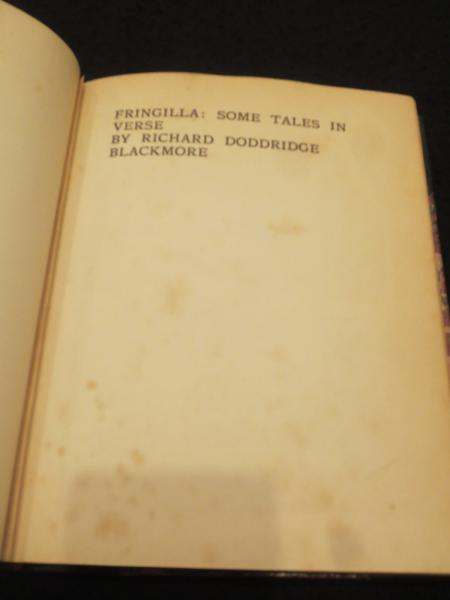 FRINGILLA: SOME TALES IN
VERSE
BY RICHARD DODDRIDGE
BLACKMORE